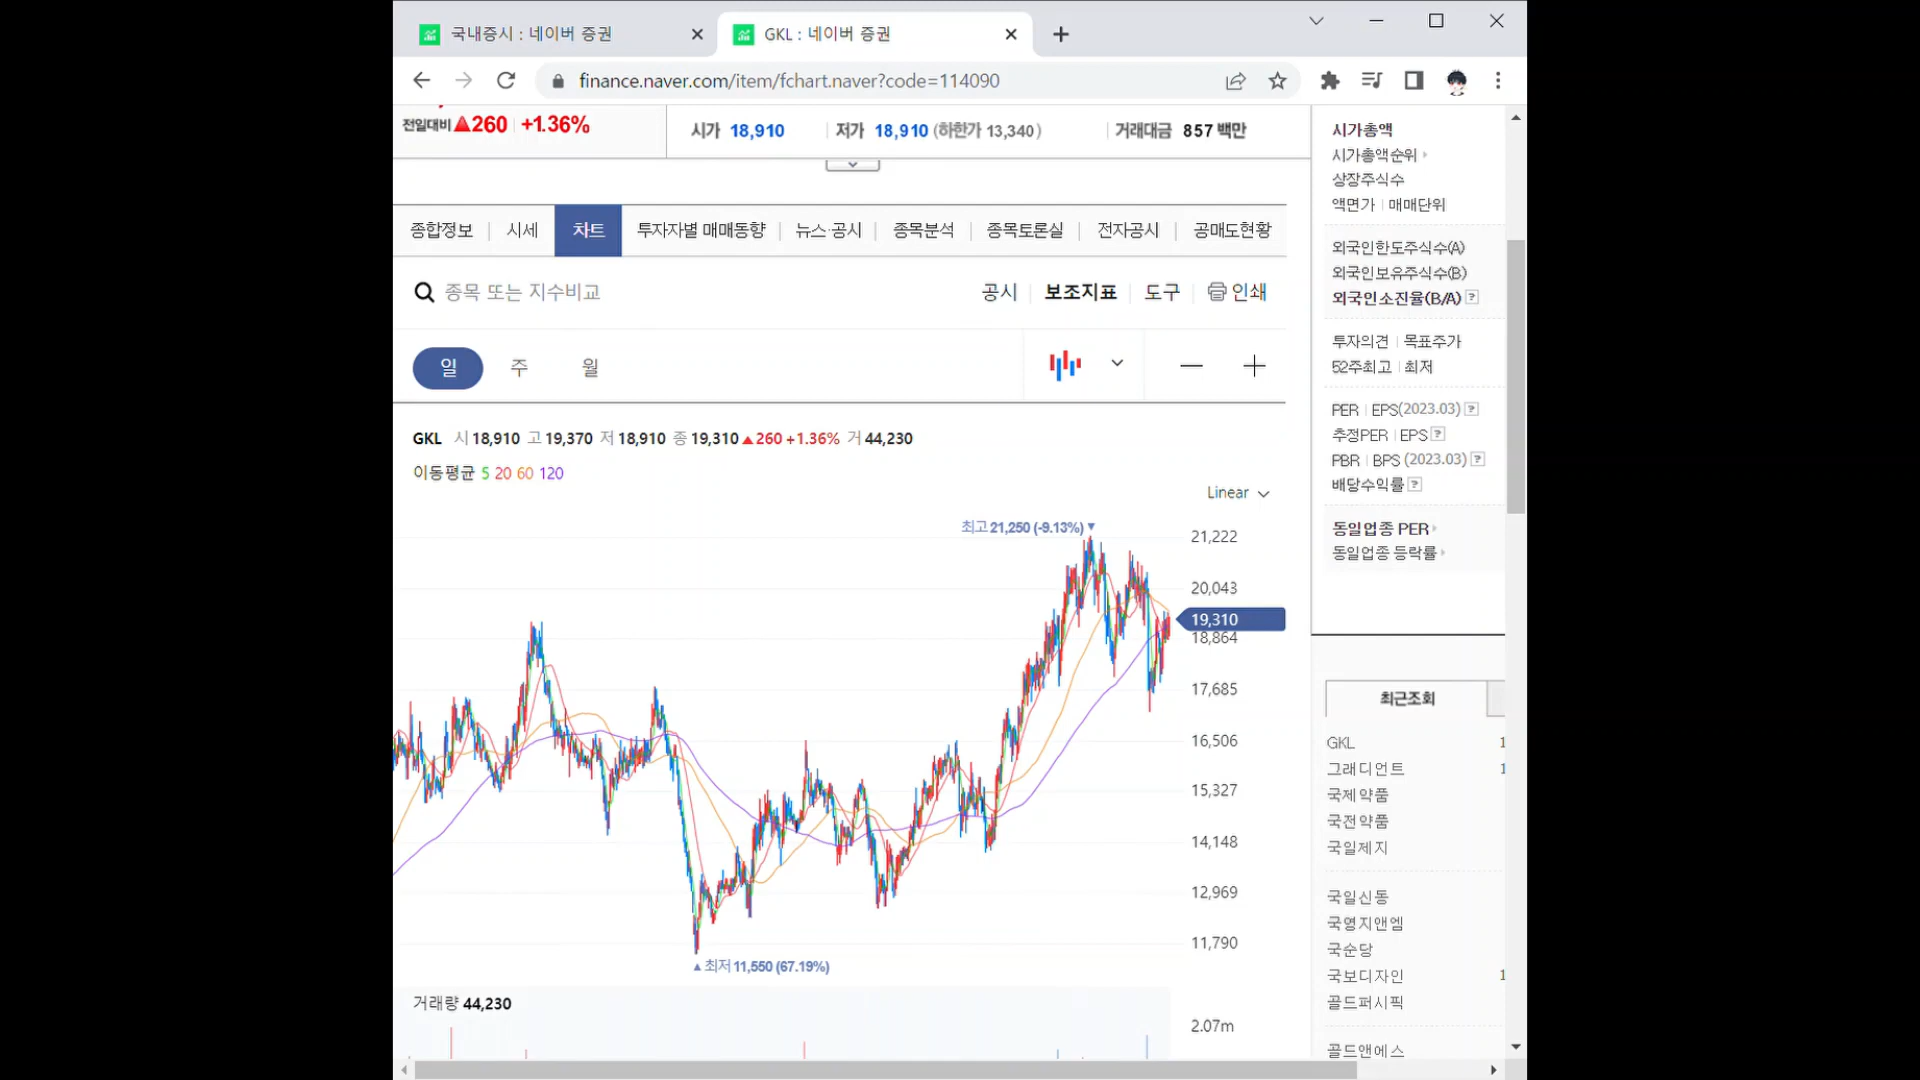 국내증시 : 네이버 증권
GKL : 네이버 증권
finance.naver.com/item/fchart.naver?code=114090
전일대비 ▲260 +1.36%
시가 18,910
저가 18,910 (하한가 13,340)
거래대금 857 백만
종합정보
시세
차트
투자자별 매매동향
뉴스·공시
종목분석
종목토론실
전자공시
공매도현황
종목 또는 지수비교
공시
보조지표
도구
인쇄
일
주
월
GKL 시 18,910 고 19,370 저 18,910 종 19,310 ▲260 +1.36% 거 44,230
이동평균 5 20 60 120
Linear
최고 21,250 (-9.13%) ▼
21,222
20,043
19,310
18,864
17,685
16,506
15,327
14,148
12,969
11,790
▲ 최저 11,550 (67.19%)
거래량 44,230
2.07m
시가총액
시가총액순위
상장주식수
액면가 | 매매단위
외국인한도주식수(A)
외국인보유주식수(B)
외국인소진율(B/A) ?
투자의견 | 목표주가
52주최고 | 최저
PER | EPS(2023.03) ?
추정PER | EPS ?
PBR | BPS (2023.03) ?
배당수익률 ?
동일업종 PER
동일업종 등락률
최근조회
GKL 1
그래디언트 1
국제약품
국전약품
국일제지
국일신동
국영지앤엠
국순당
국보디자인 1
골드퍼시픽
골드앤에스